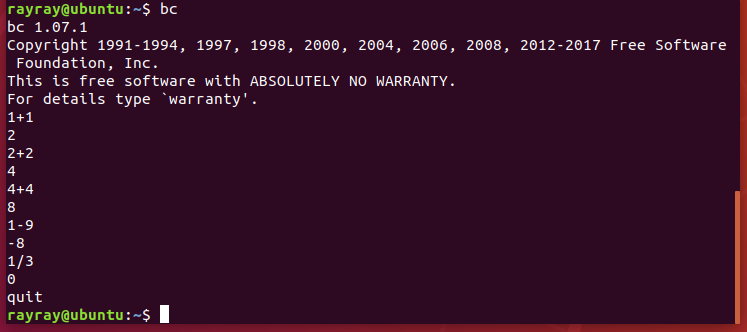 rayray@ubuntu:~$ bc
bc 1.07.1
Copyright 1991-1994, 1997, 1998, 2000, 2004, 2006, 2008, 2012-2017 Free Software
 Foundation, Inc.
This is free software with ABSOLUTELY NO WARRANTY.
For details type `warranty'.
1+1
2
2+2
4
4+4
8
1-9
-8
1/3
0
quit
rayray@ubuntu:~$